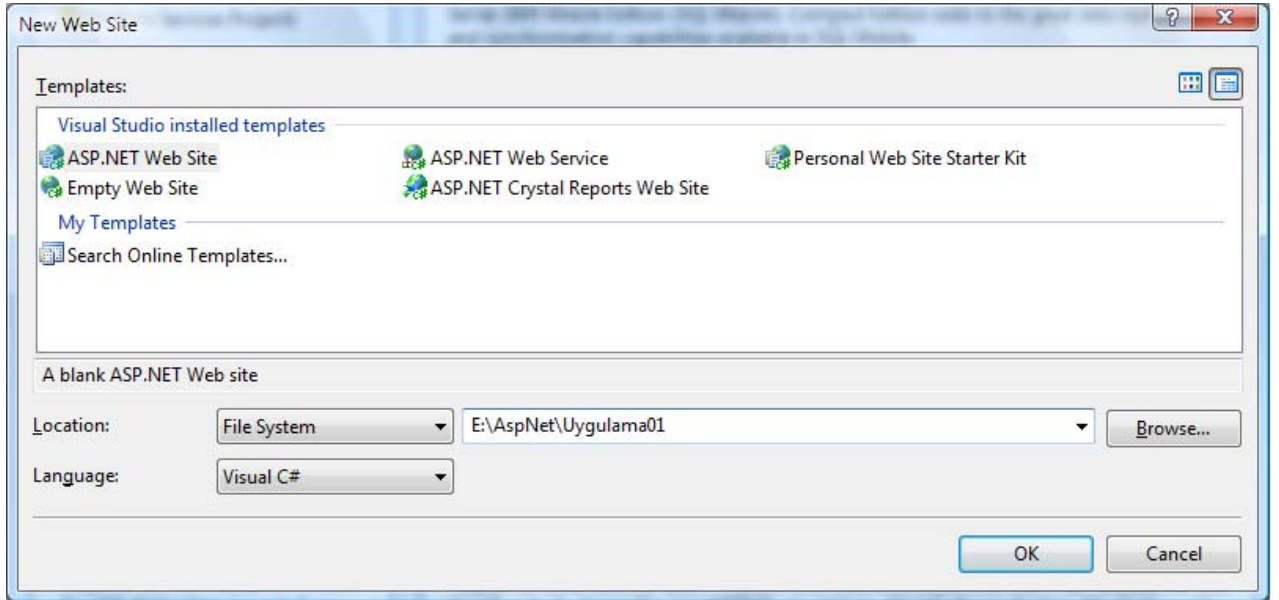 New Web Site
Templates:
Visual Studio installed templates
ASP.NET Web Site
ASP.NET Web Service
Personal Web Site Starter Kit
Empty Web Site
ASP.NET Crystal Reports Web Site
My Templates
Search Online Templates...
A blank ASP.NET Web site
Location:
File System
E:\AspNet\Uygulama01
Browse...
Language:
Visual C#
OK
Cancel